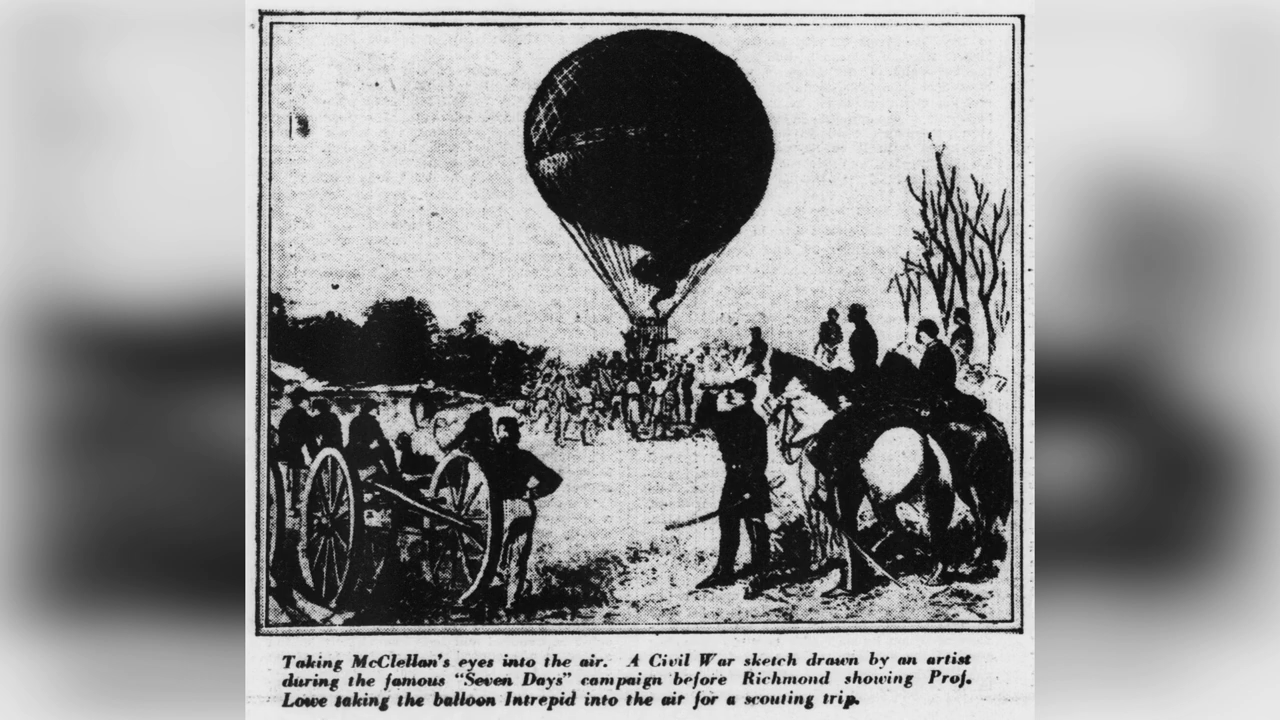 Taking McClellan's eyes into the air. A Civil War sketch drawn by an artist
during the famous "Seven Days" campaign before Richmond showing Prof.
Lowe taking the balloon Intrepid into the air for a scouting trip.